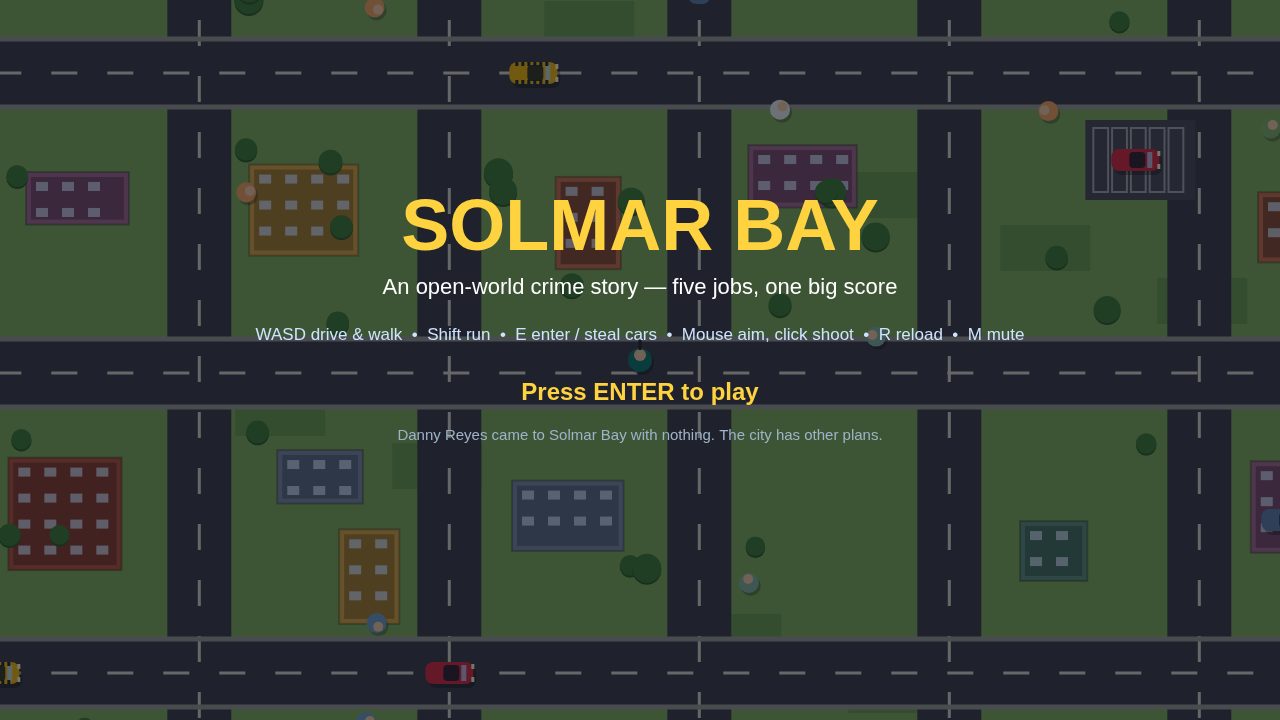 SOLMAR BAY
An open-world crime story — five jobs, one big score
WASD drive & walk • Shift run • E enter / steal cars • Mouse aim, click shoot • R reload • M mute
Press ENTER to play
Danny Reyes came to Solmar Bay with nothing. The city has other plans.